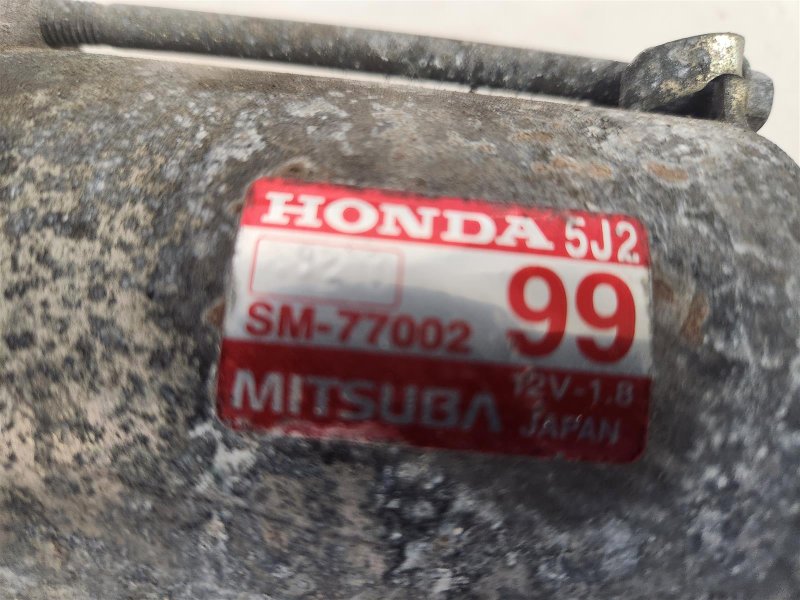 HONDA 5J2
SM-77002 99
MITSUBA 12V-1.8
JAPAN